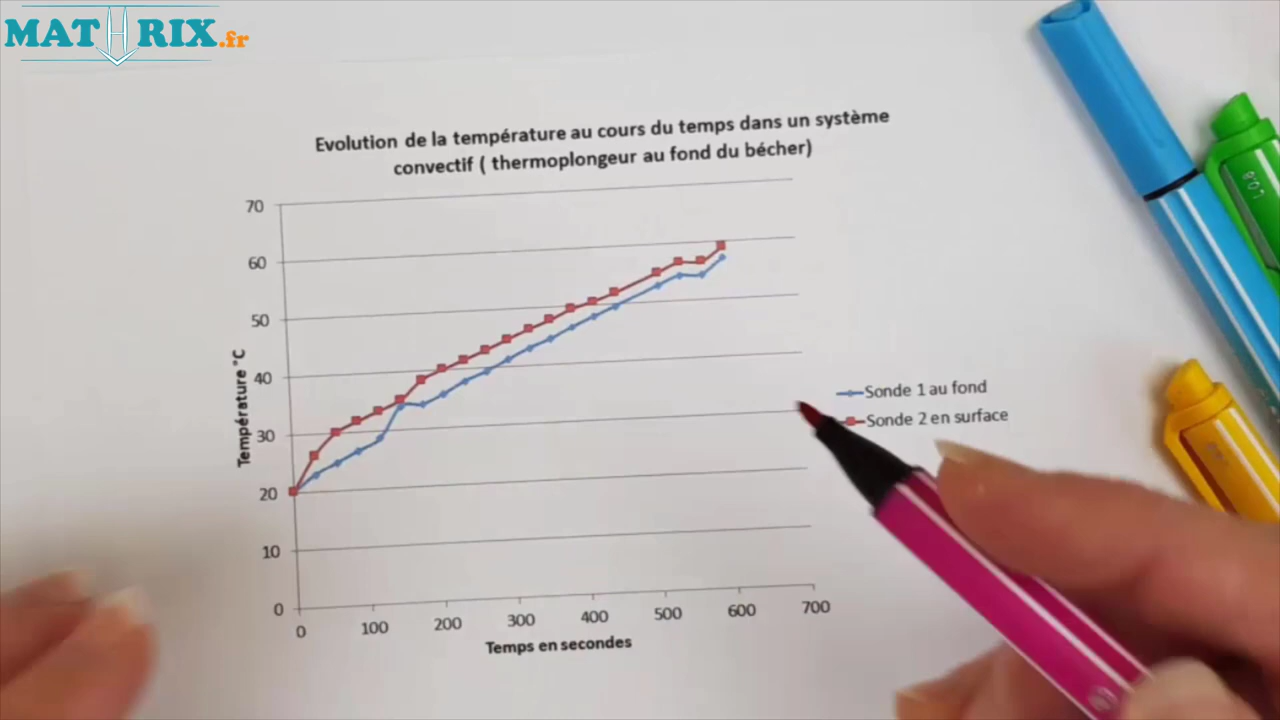 MATHRIX.fr
Evolution de la température au cours du temps dans un système
convectif ( thermoplongeur au fond du bécher)
70
60
50
40
30
20
10
0
Température °C
0 100 200 300 400 500 600 700
Temps en secondes
Sonde 1 au fond
Sonde 2 en surface
0.8